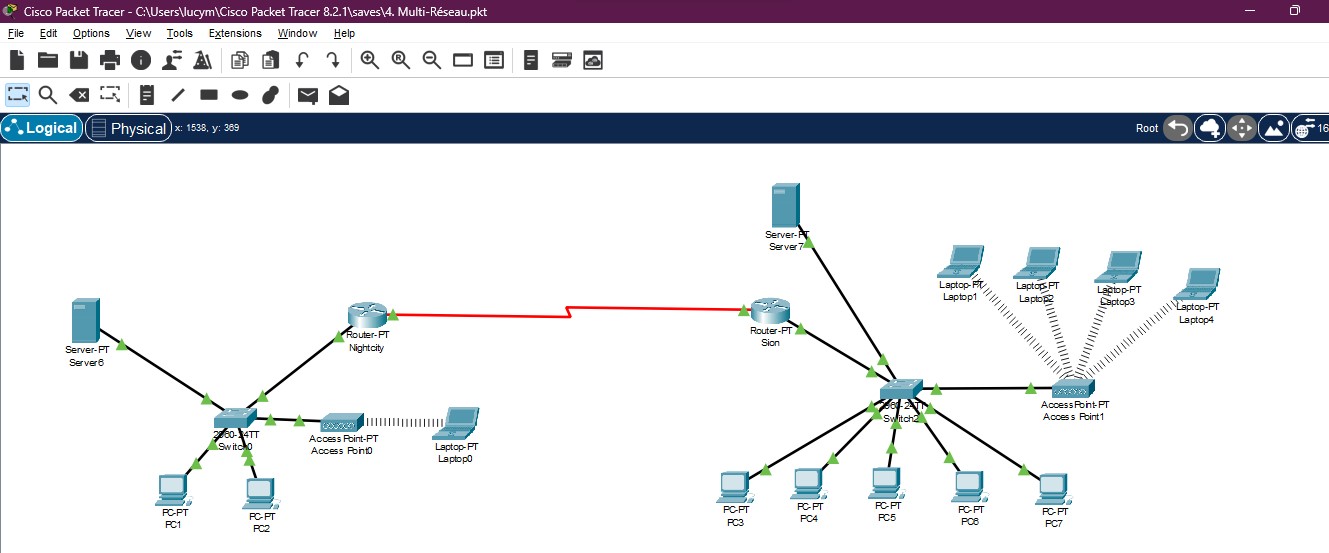 Cisco Packet Tracer - C:\Users\lucym\Cisco Packet Tracer 8.2.1\saves\4. Multi-Réseau.pkt
File Edit Options View Tools Extensions Window Help
Logical Physical x: 1538, y: 369 Root 16
Server-PT
Server7
Laptop-PT
Laptop1
Laptop-PT
Laptop2
Laptop-PT
Laptop3
Laptop-PT
Laptop4
Server-PT
Server6
Router-PT
Nightcity
Router-PT
Sion
2960-24TT
Switch0
Access Point-PT
Access Point0
Laptop-PT
Laptop0
2960-24TT
Switch2
Access Point-PT
Access Point1
PC-PT
PC1
PC-PT
PC2
PC-PT
PC3
PC-PT
PC4
PC-PT
PC5
PC-PT
PC6
PC-PT
PC7